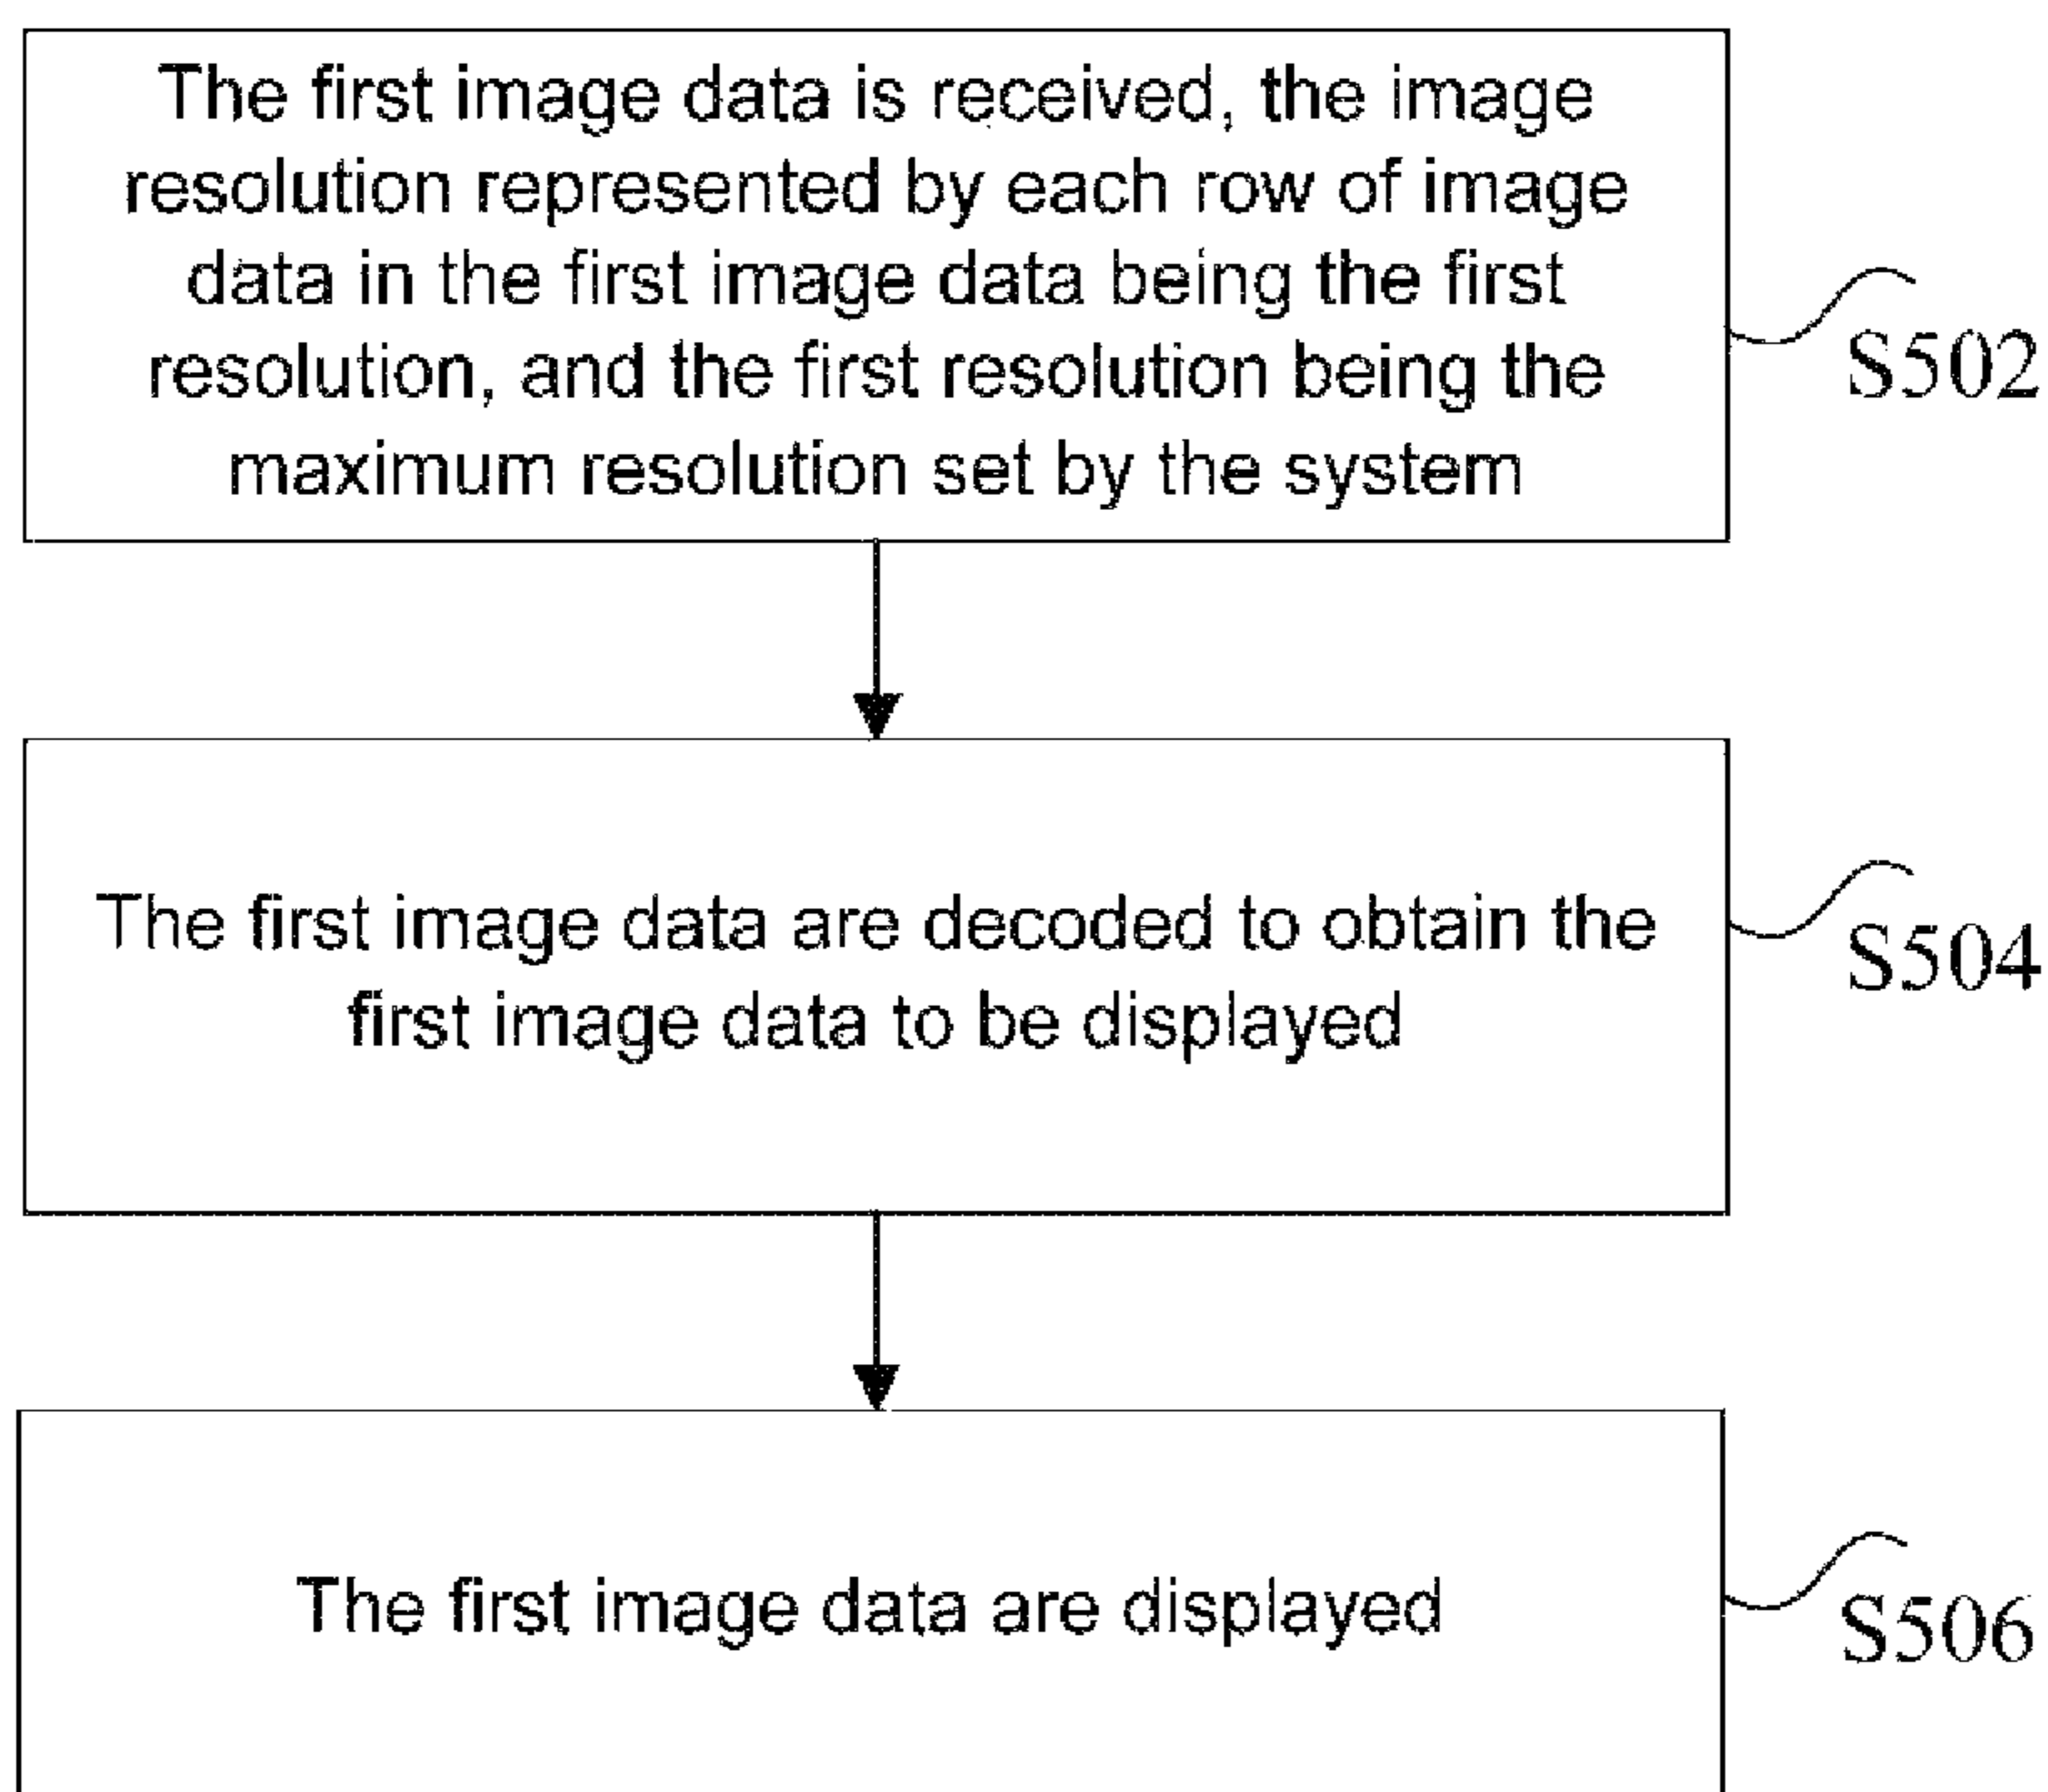 The first image data is received, the image
resolution represented by each row of image
data in the first image data being the first
resolution, and the first resolution being the
maximum resolution set by the system
S502
The first image data are decoded to obtain the
first image data to be displayed
S504
The first image data are displayed
S506